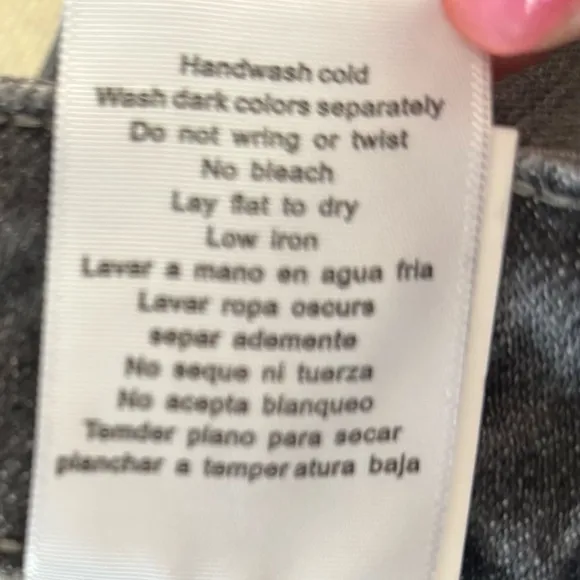 Handwash cold
Wash dark colors separately
Do not wring or twist
No bleach
Lay flat to dry
Low iron
Lavar a mano en agua fria
Lavar ropa oscura
separ ademente
No seque ni tuerza
No acepta blanqueo
Temder plano para secar
planchar a temper atura baja